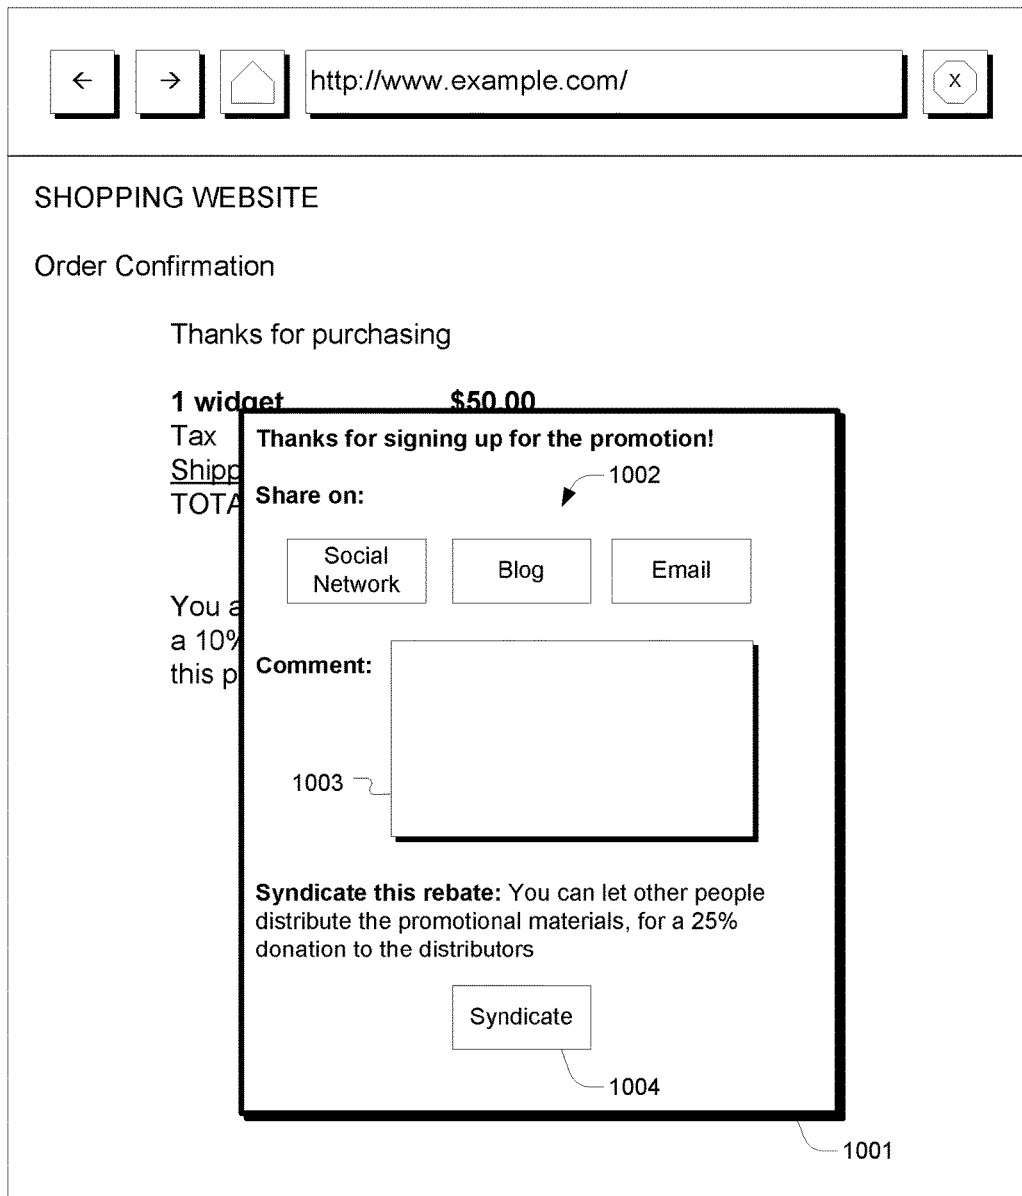 ← → http://www.example.com/ X
SHOPPING WEBSITE
Order Confirmation
Thanks for purchasing
1 widget $50.00
Tax
TOTA
You a
a 10%
this p
Thanks for signing up for the promotion!
1002
Share on:
Social
Network
Blog
Email
Comment:
1003
Syndicate this rebate: You can let other people
distribute the promotional materials, for a 25%
donation to the distributors
Syndicate
1004
1001